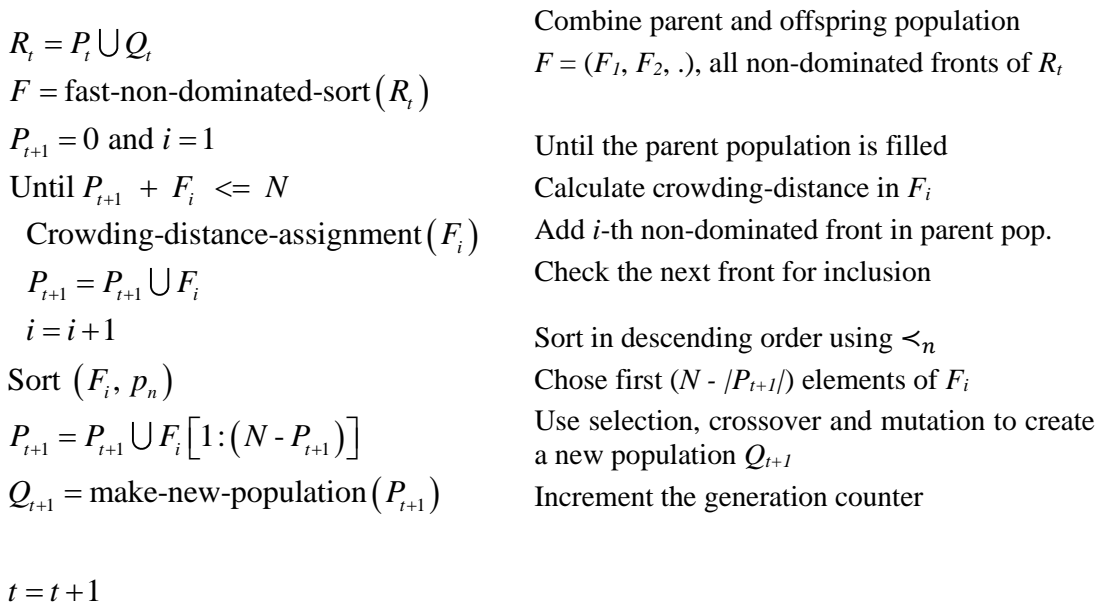 R_t = P_t ⋃ Q_t
F = fast-non-dominated-sort(R_t)
P_{t+1} = 0 and i = 1
Until P_{t+1} + F_i <= N
Crowding-distance-assignment(F_i)
P_{t+1} = P_{t+1} ⋃ F_i
i = i + 1
Sort (F_i, p_n)
P_{t+1} = P_{t+1} ⋃ F_i[1:(N - P_{t+1})]
Q_{t+1} = make-new-population(P_{t+1})
t = t + 1
Combine parent and offspring population
F = (F_1, F_2, .), all non-dominated fronts of R_t
Until the parent population is filled
Calculate crowding-distance in F_i
Add i-th non-dominated front in parent pop.
Check the next front for inclusion
Sort in descending order using ≺_n
Chose first (N - |P_{t+1}|) elements of F_i
Use selection, crossover and mutation to create
a new population Q_{t+1}
Increment the generation counter